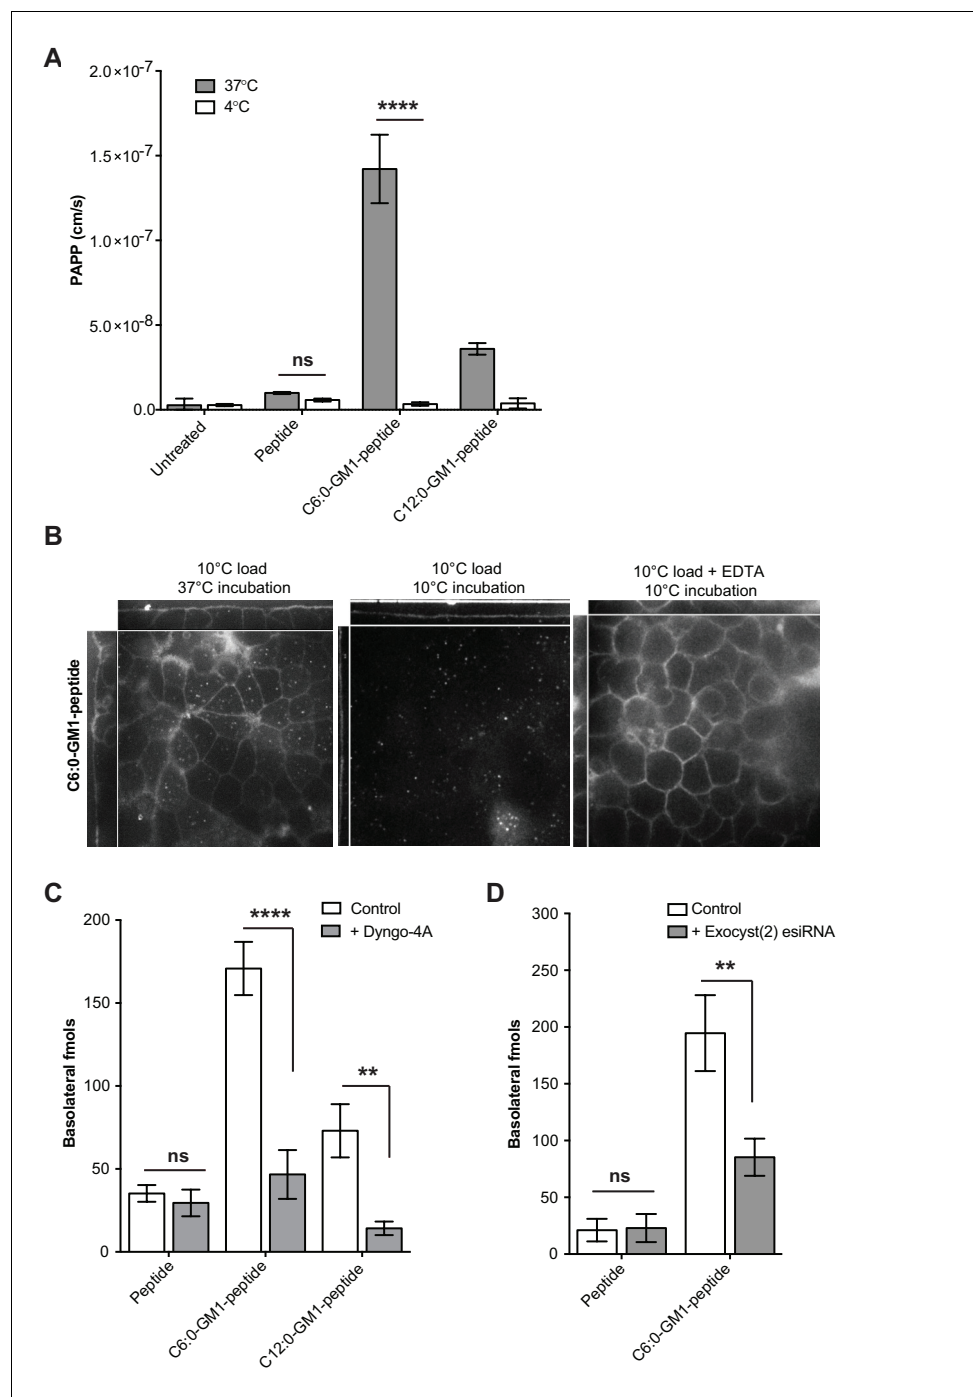 A
2.0×10-7
1.5×10-7
1.0×10-7
5.0×10-8
0.0
PAPP (cm/s)
37°C
4°C
****
ns
Untreated
Peptide
C6:0-GM1-peptide
C12:0-GM1-peptide
B
10°C load
37°C incubation
10°C load
10°C incubation
10°C load + EDTA
10°C incubation
C6:0-GM1-peptide
C
Control
+ Dyngo-4A
200
150
100
50
0
Basolateral fmols
ns
****
**
Peptide
C6:0-GM1-peptide
C12:0-GM1-peptide
D
Control
+ Exocyst(2) esiRNA
300
250
200
150
100
50
0
Basolateral fmols
ns
**
Peptide
C6:0-GM1-peptide